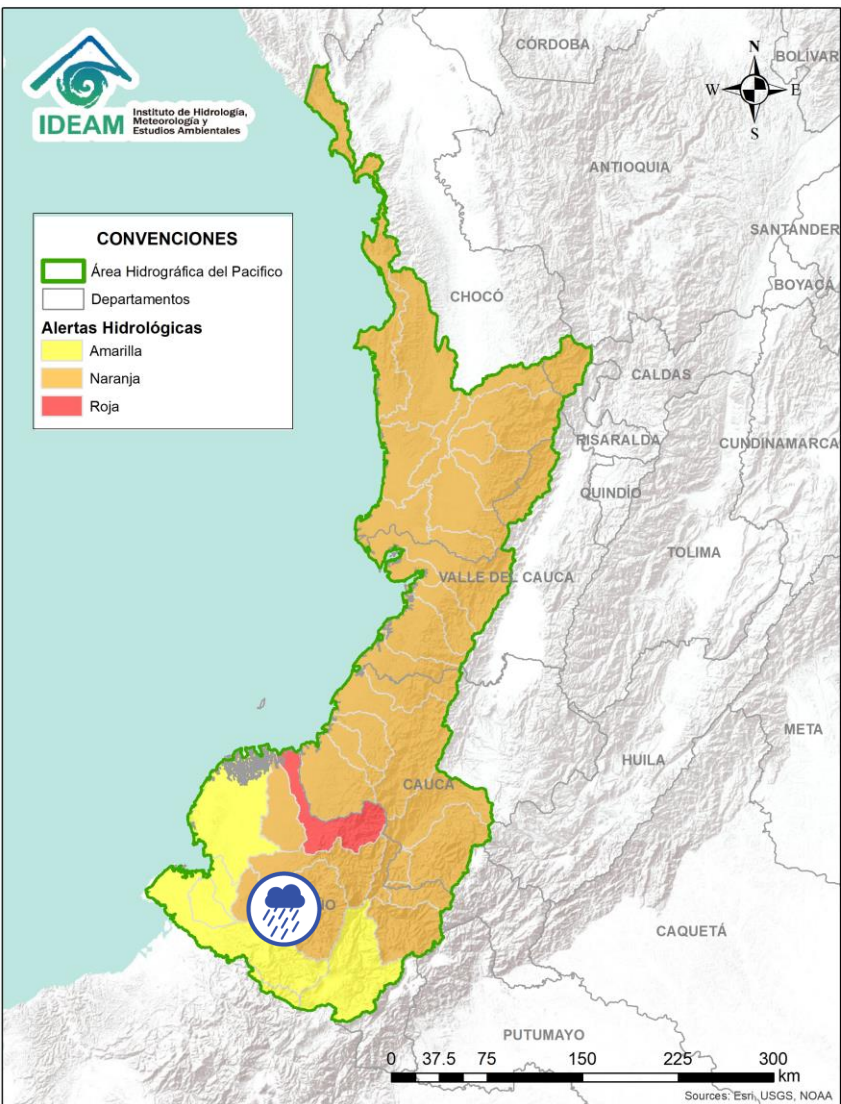 IDEAM
Instituto de Hidrología,
Meteorología y
Estudios Ambientales
CÓRDOBA
BOLÍVAR
N
W E
S
ANTIOQUIA
SANTANDER
BOYACÁ
CONVENCIONES
Área Hidrográfica del Pacifico
Departamentos
Alertas Hidrológicas
Amarilla
Naranja
Roja
CHOCÓ
CALDAS
RISARALDA
CUNDINAMARCA
QUINDÍO
TOLIMA
VALLE DEL CAUCA
META
HUILA
CAUCA
CAQUETÁ
PUTUMAYO
0 37.5 75 150 225 300
km
Sources: Esri, USGS, NOAA